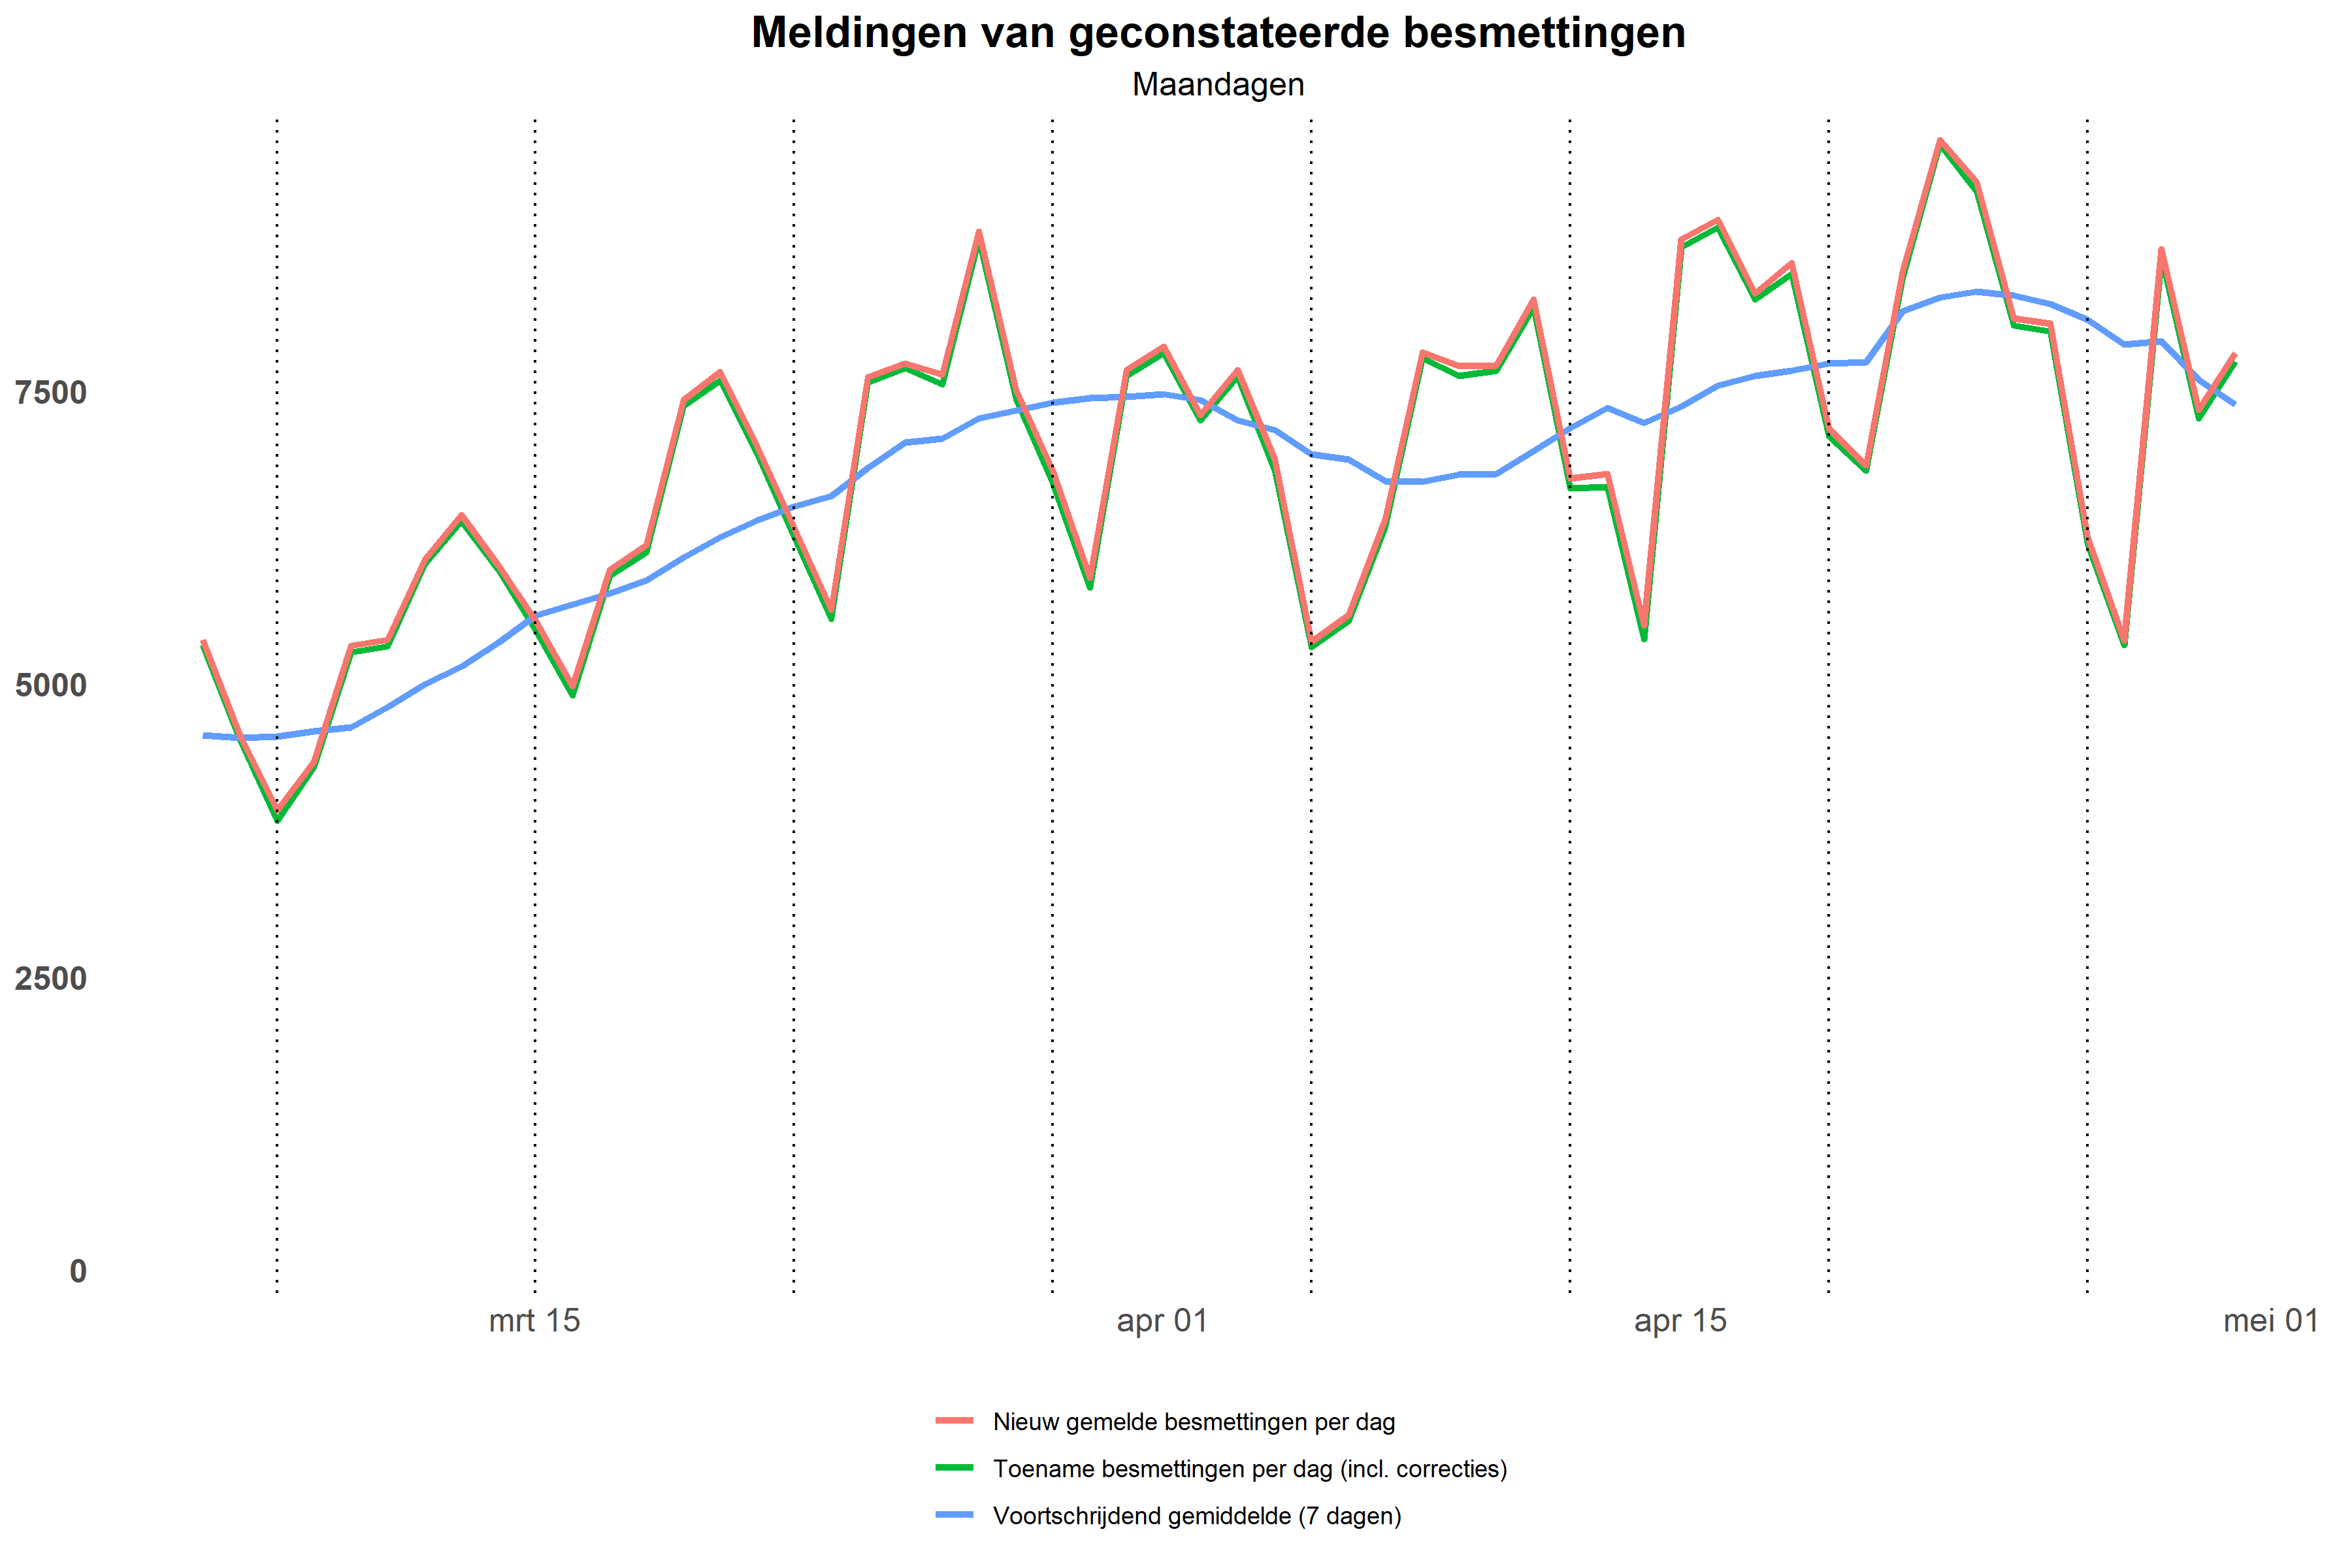 Meldingen van geconstateerde besmettingen
Maandagen
7500
5000
2500
0
mrt 15
apr 01
apr 15
mei 01
Nieuw gemelde besmettingen per dag
Toename besmettingen per dag (incl. correcties)
Voortschrijdend gemiddelde (7 dagen)